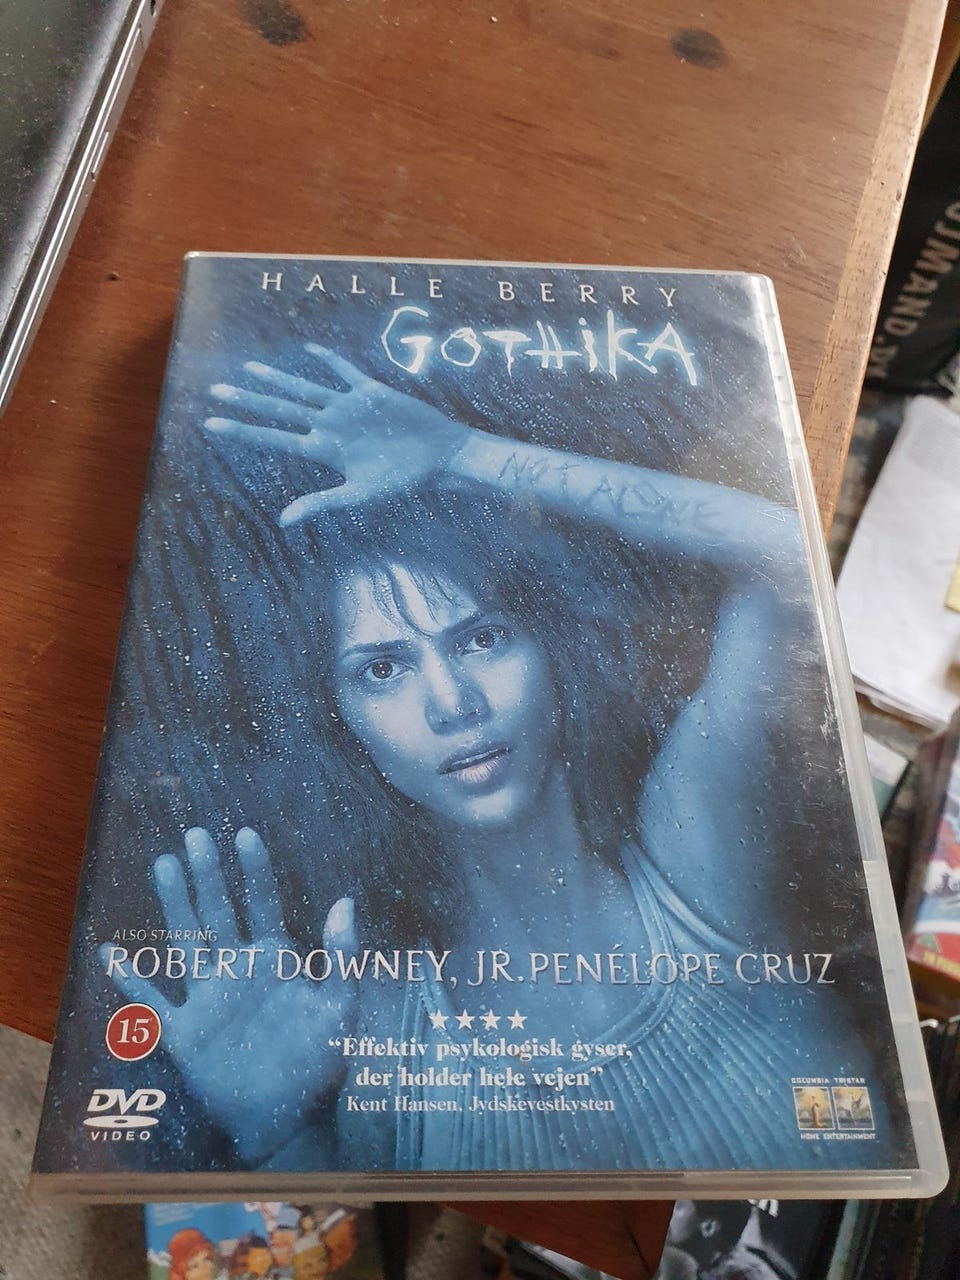 HALLE BERRY
GOTHIKA
NOT ALONE
ALSO STARRING
ROBERT DOWNEY, JR. PENÉLOPE CRUZ
15
★★★★
“Effektiv psykologisk gyser,
der holder hele vejen”
Kent Hansen, Jydskevestkysten
DVD
VIDEO
COLUMBIA TRISTAR
HOME ENTERTAINMENT